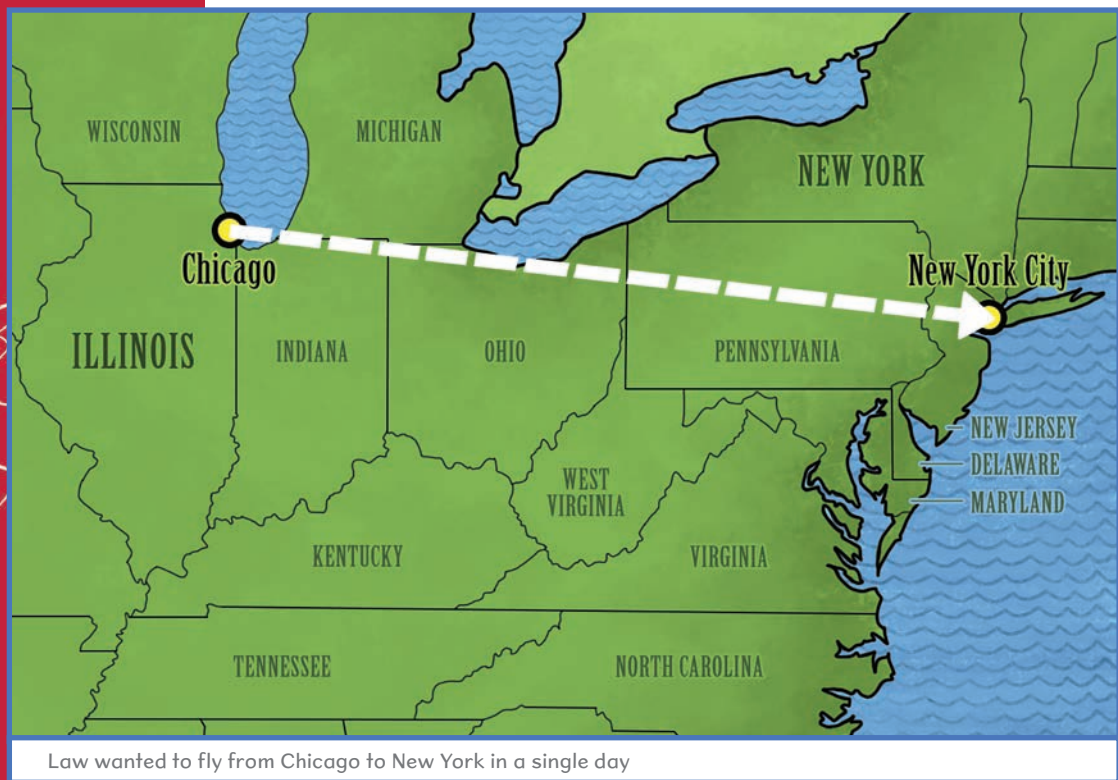 WISCONSIN
MICHIGAN
NEW YORK
Chicago
New York City
ILLINOIS
INDIANA
OHIO
PENNSYLVANIA
NEW JERSEY
DELAWARE
MARYLAND
WEST
VIRGINIA
KENTUCKY
VIRGINIA
TENNESSEE
NORTH CAROLINA
Law wanted to fly from Chicago to New York in a single day